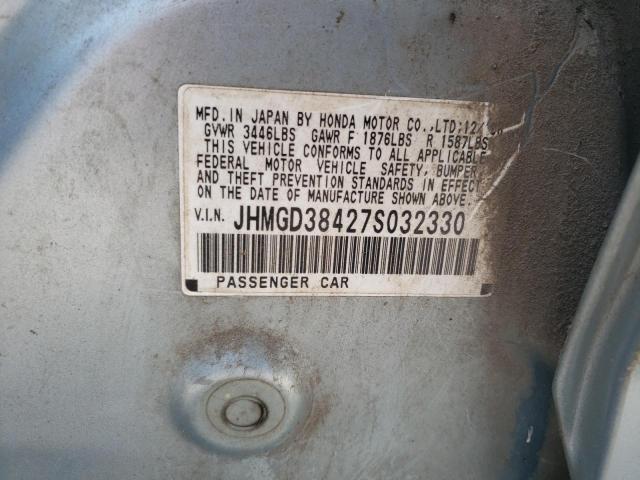 MFD. IN JAPAN BY HONDA MOTOR CO.,LTD;
GVWR 3446LBS GAWR F 1876LBS R 1587LBS
THIS VEHICLE CONFORMS TO ALL APPLICABLE
FEDERAL MOTOR VEHICLE SAFETY, BUMPER
AND THEFT PREVENTION STANDARDS IN EFFECT
ON THE DATE OF MANUFACTURE SHOWN ABOVE.
V.I.N. JHMGD38427S032330
PASSENGER CAR